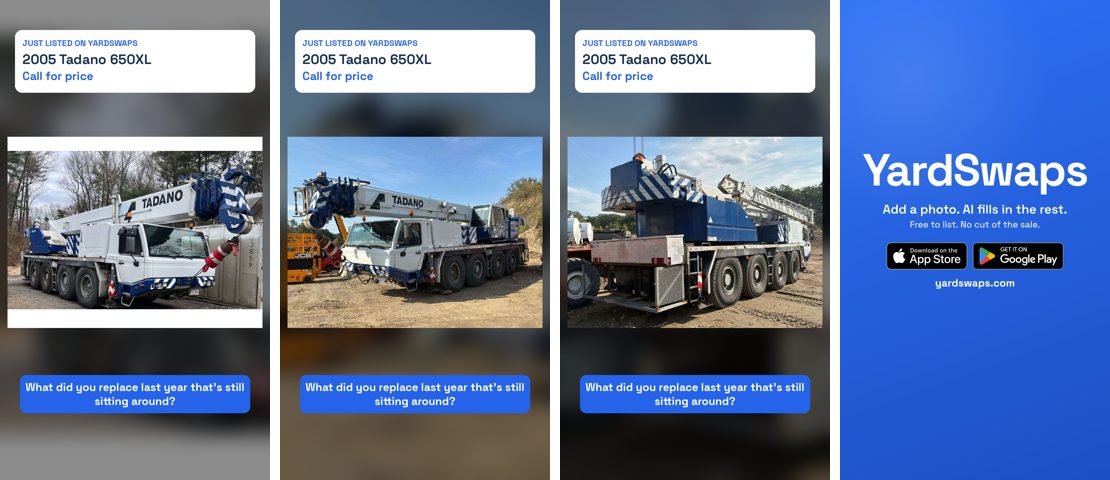 JUST LISTED ON YARDSWAPS
2005 Tadano 650XL
Call for price
TADANO
What did you replace last year that's still
sitting around?
JUST LISTED ON YARDSWAPS
2005 Tadano 650XL
Call for price
TADANO
JCB
What did you replace last year that's still
sitting around?
JUST LISTED ON YARDSWAPS
2005 Tadano 650XL
Call for price
What did you replace last year that's still
sitting around?
YardSwaps
Add a photo. AI fills in the rest.
Free to list. No cut of the sale.
Download on the
App Store
GET IT ON
Google Play
yardswaps.com